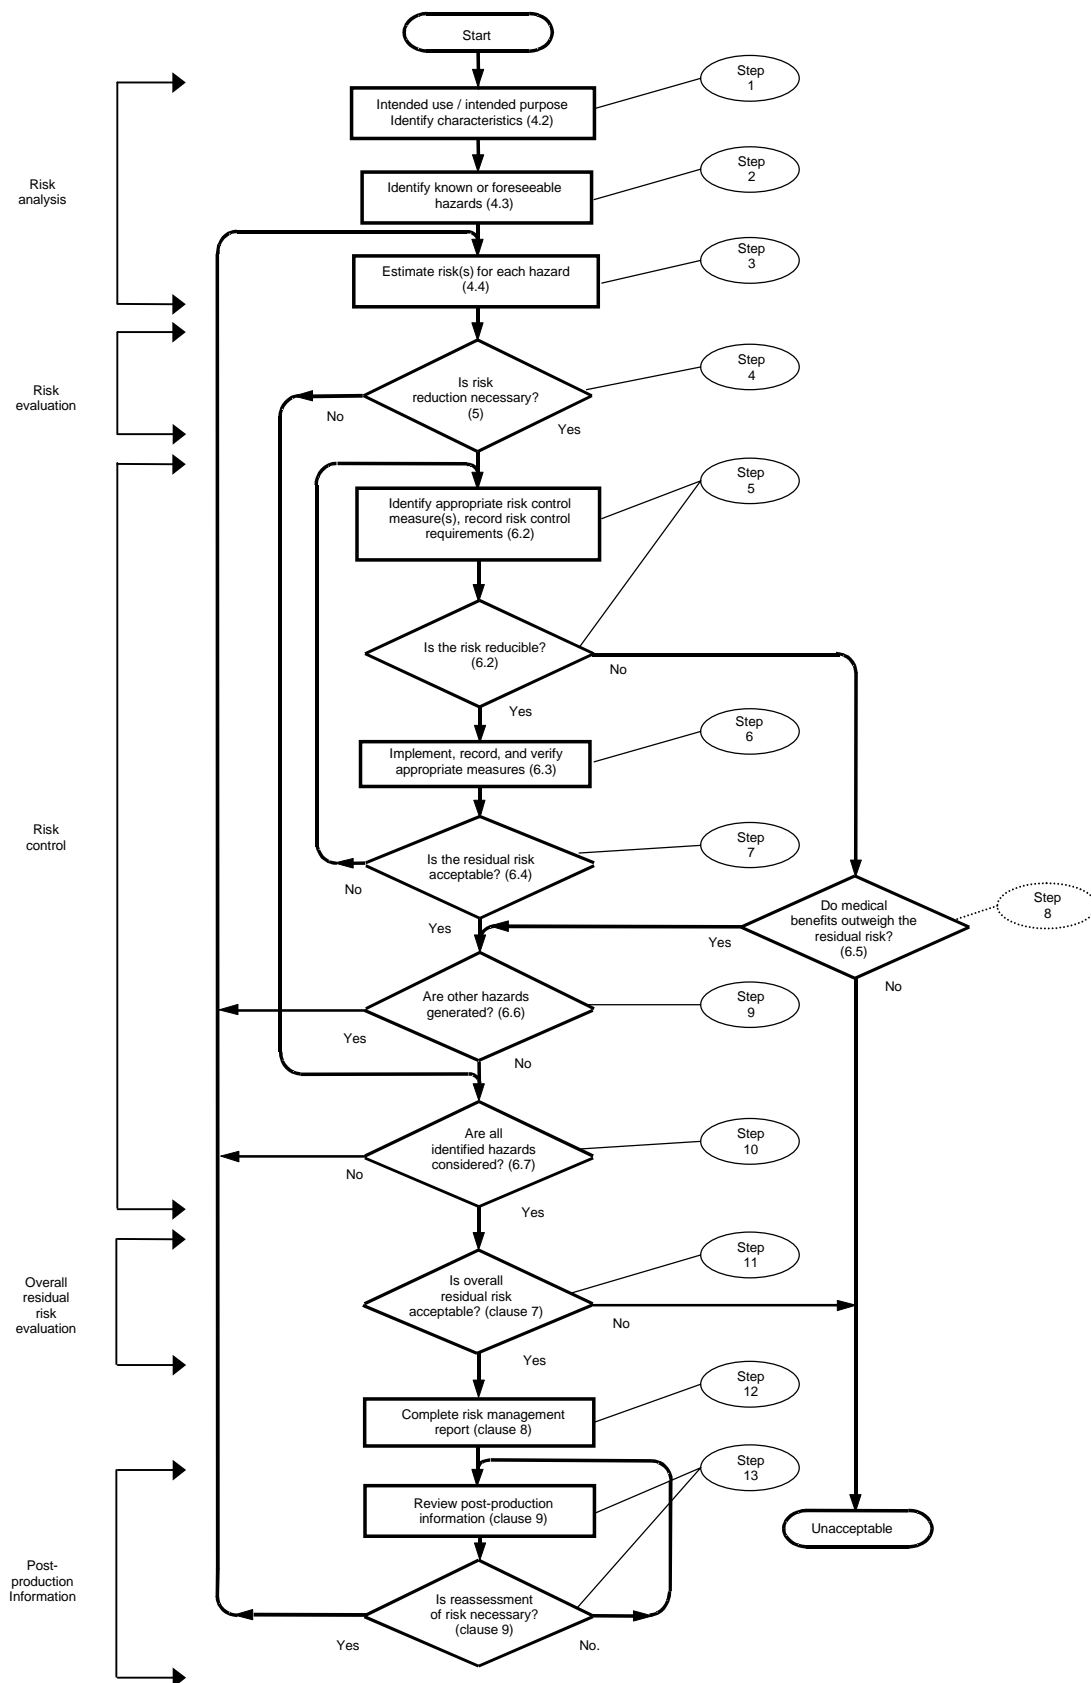 Start
Step
1
Intended use / intended purpose
Identify characteristics (4.2)
Step
2
Risk
analysis
Identify known or foreseeable
hazards (4.3)
Step
3
Estimate risk(s) for each hazard
(4.4)
Step
4
Risk
evaluation
Is risk
reduction necessary?
(5)
No
Yes
Step
5
Identify appropriate risk control
measure(s), record risk control
requirements (6.2)
Is the risk reducible?
(6.2)
No
Yes
Step
6
Implement, record, and verify
appropriate measures (6.3)
Risk
control
Step
7
Is the residual risk
acceptable? (6.4)
No
Yes
Do medical
benefits outweigh the
residual risk?
(6.5)
Step
8
Yes
No
Are other hazards
generated? (6.6)
Step
9
Yes
No
Are all
identified hazards
considered? (6.7)
Step
10
No
Yes
Step
11
Overall
residual
risk
evaluation
Is overall
residual risk
acceptable? (clause 7)
No
Yes
Step
12
Complete risk management
report (clause 8)
Step
13
Review post-production
information (clause 9)
Unacceptable
Post-
production
Information
Is reassessment
of risk necessary?
(clause 9)
Yes
No.